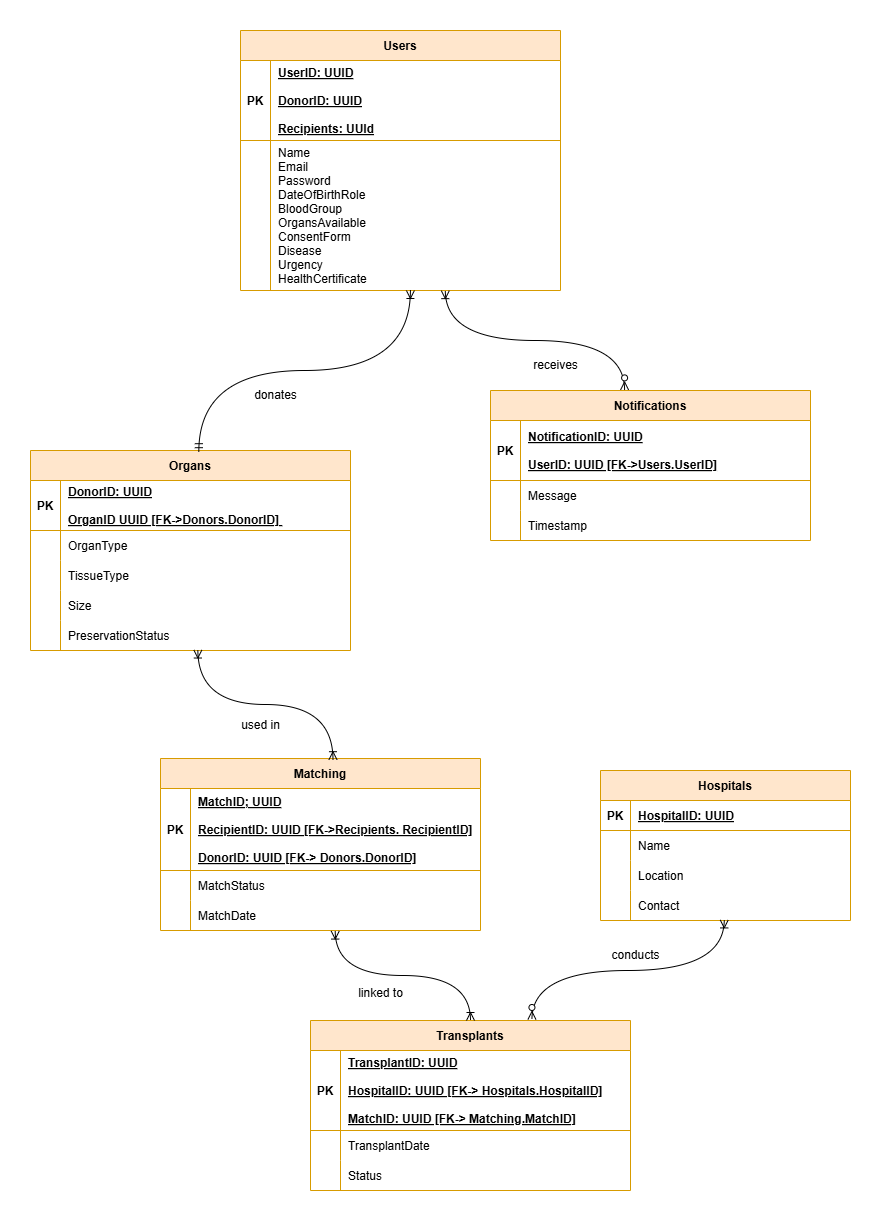 Users
PK
UserID: UUID
DonorID: UUID
Recipients: UUId
Name
Email
Password
DateOfBirthRole
BloodGroup
OrgansAvailable
ConsentForm
Disease
Urgency
HealthCertificate
donates
receives
Notifications
PK
NotificationID: UUID
UserID: UUID [FK->Users.UserID]
Message
Timestamp
Organs
PK
DonorID: UUID
OrganID UUID [FK->Donors.DonorID]
OrganType
TissueType
Size
PreservationStatus
used in
Matching
PK
MatchID; UUID
RecipientID: UUID [FK->Recipients. RecipientID]
DonorID: UUID [FK-> Donors.DonorID]
MatchStatus
MatchDate
Hospitals
PK
HospitalID: UUID
Name
Location
Contact
conducts
linked to
Transplants
PK
TransplantID: UUID
HospitalID: UUID [FK-> Hospitals.HospitalID]
MatchID: UUID [FK-> Matching.MatchID]
TransplantDate
Status